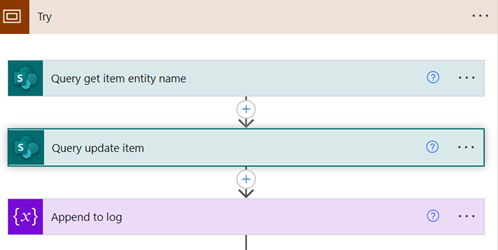 Try
Query get item entity name
Query update item
Append to log